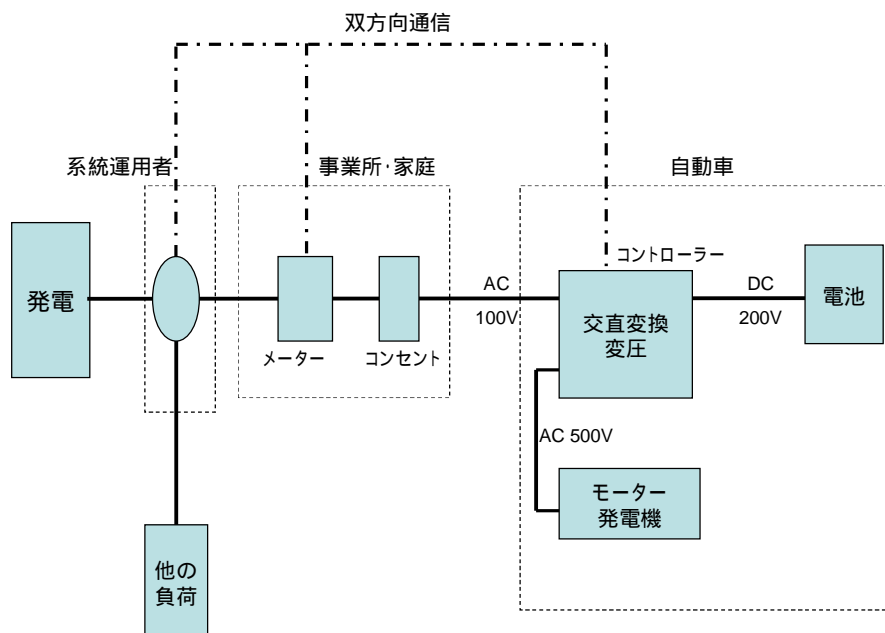 双方向通信
系統運用者
事業所・家庭
自動車
コントローラー
発電
AC
100V
交直変換
変圧
DC
200V
電池
メーター
コンセント
AC 500V
モーター
発電機
他の
負荷